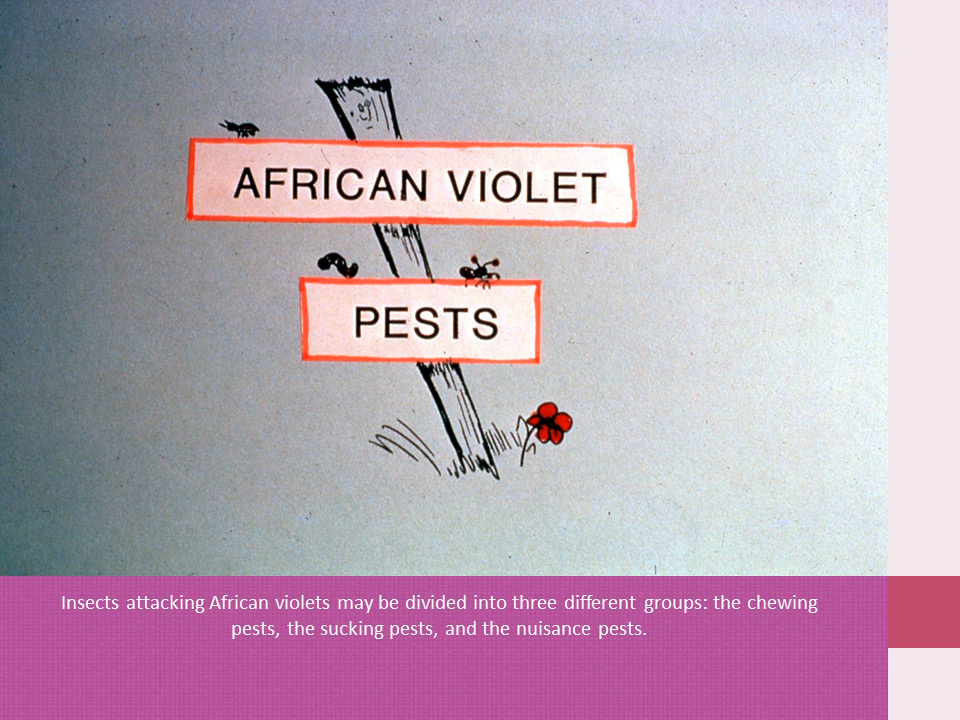 AFRICAN VIOLET
PESTS
Insects attacking African violets may be divided into three different groups: the chewing
pests, the sucking pests, and the nuisance pests.